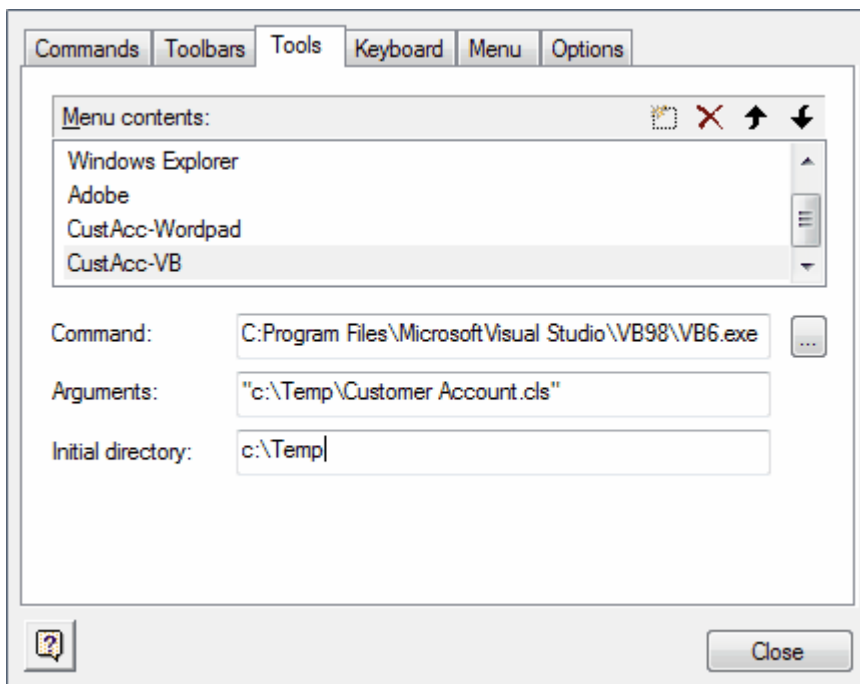 Commands Toolbars Tools Keyboard Menu Options
Menu contents:
Windows Explorer
Adobe
CustAcc-Wordpad
CustAcc-VB
Command: C:Program Files\MicrosoftVisual Studio\VB98\VB6.exe ...
Arguments: "c:\Temp\Customer Account.cls"
Initial directory: c:\Temp
? Close